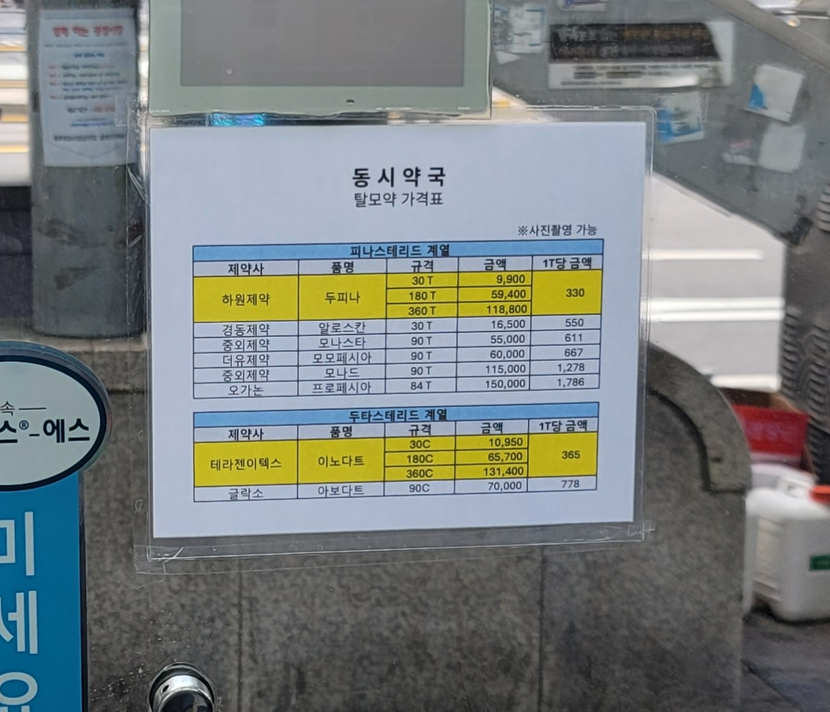 동시약국
탈모약 가격표
※사진촬영 가능
피나스테리드 계열
제약사 품명 규격 금액 1T당 금액
하원제약 두피나 30 T 9,900 330
180 T 59,400
360 T 118,800
경동제약 알로스칸 30 T 16,500 550
중외제약 모나스타 90 T 55,000 611
더유제약 모모페시아 90 T 60,000 667
중외제약 모나드 90 T 115,000 1,278
오가논 프로페시아 84 T 150,000 1,786
두타스테리드 계열
제약사 품명 규격 금액 1T당 금액
테라젠이텍스 이노다트 30C 10,950 365
180C 65,700
360C 131,400
글락소 아보다트 90C 70,000 778
속
스®-에스
미
세